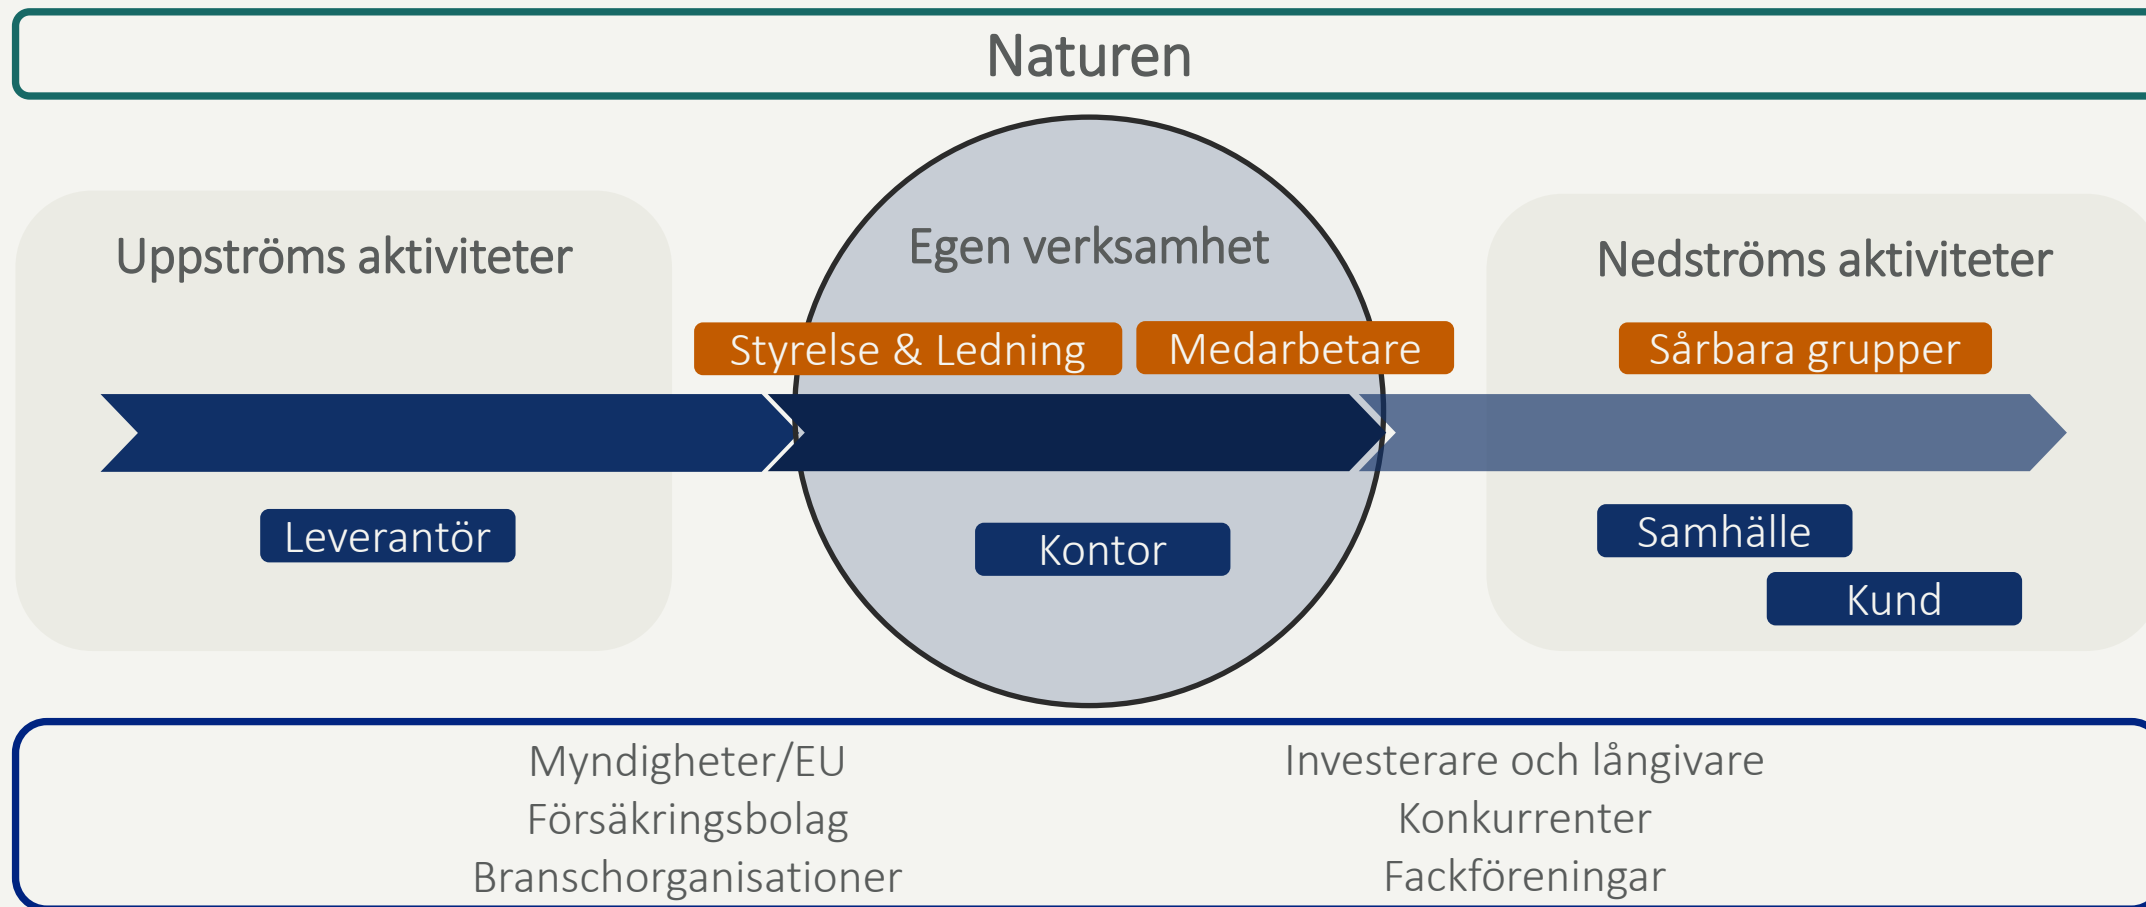 Naturen
Uppströms aktiviteter
Egen verksamhet
Nedströms aktiviteter
Styrelse & Ledning
Medarbetare
Sårbara grupper
Leverantör
Kontor
Samhälle
Kund
Myndigheter/EU
Försäkringsbolag
Branschorganisationer
Investerare och långivare
Konkurrenter
Fackföreningar